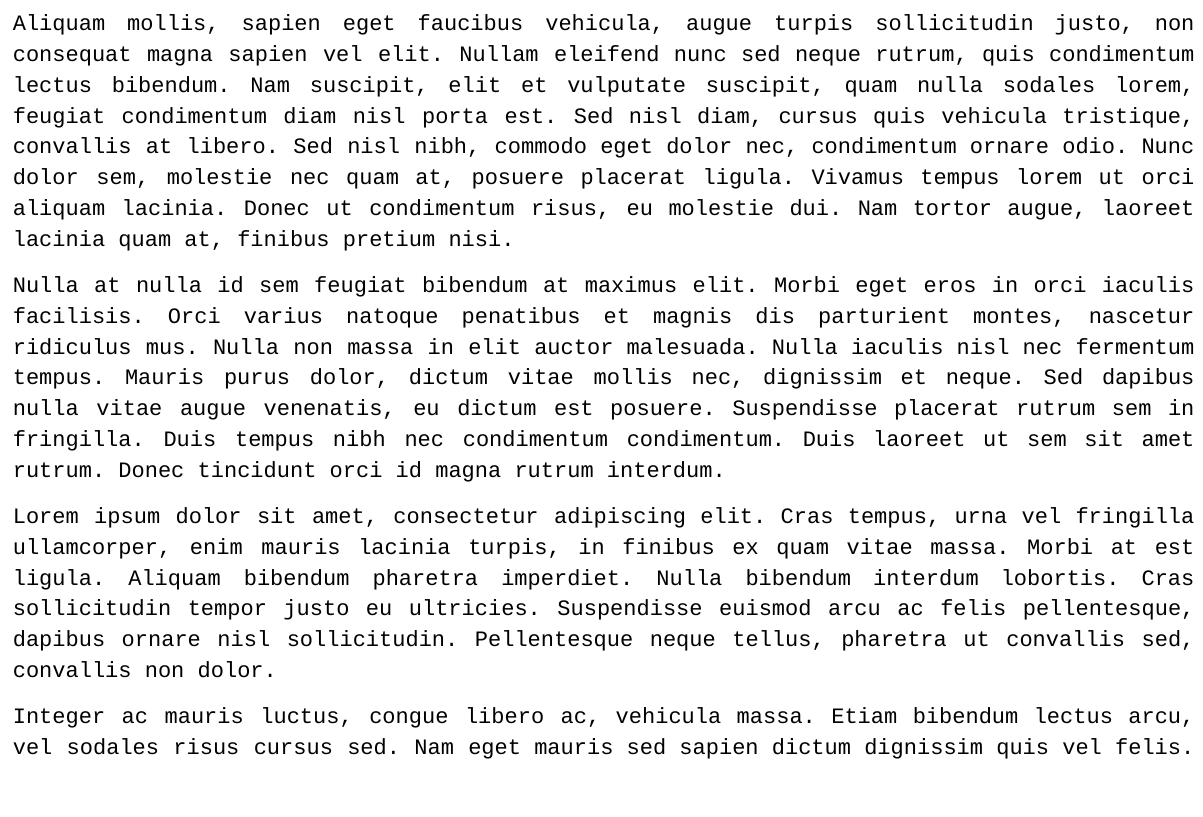 Aliquam mollis, sapien eget faucibus vehicula, augue turpis sollicitudin justo, non
consequat magna sapien vel elit. Nullam eleifend nunc sed neque rutrum, quis condimentum
lectus bibendum. Nam suscipit, elit et vulputate suscipit, quam nulla sodales lorem,
feugiat condimentum diam nisl porta est. Sed nisl diam, cursus quis vehicula tristique,
convallis at libero. Sed nisl nibh, commodo eget dolor nec, condimentum ornare odio. Nunc
dolor sem, molestie nec quam at, posuere placerat ligula. Vivamus tempus lorem ut orci
aliquam lacinia. Donec ut condimentum risus, eu molestie dui. Nam tortor augue, laoreet
lacinia quam at, finibus pretium nisi.
Nulla at nulla id sem feugiat bibendum at maximus elit. Morbi eget eros in orci iaculis
facilisis. Orci varius natoque penatibus et magnis dis parturient montes, nascetur
ridiculus mus. Nulla non massa in elit auctor malesuada. Nulla iaculis nisl nec fermentum
tempus. Mauris purus dolor, dictum vitae mollis nec, dignissim et neque. Sed dapibus
nulla vitae augue venenatis, eu dictum est posuere. Suspendisse placerat rutrum sem in
fringilla. Duis tempus nibh nec condimentum condimentum. Duis laoreet ut sem sit amet
rutrum. Donec tincidunt orci id magna rutrum interdum.
Lorem ipsum dolor sit amet, consectetur adipiscing elit. Cras tempus, urna vel fringilla
ullamcorper, enim mauris lacinia turpis, in finibus ex quam vitae massa. Morbi at est
ligula. Aliquam bibendum pharetra imperdiet. Nulla bibendum interdum lobortis. Cras
sollicitudin tempor justo eu ultricies. Suspendisse euismod arcu ac felis pellentesque,
dapibus ornare nisl sollicitudin. Pellentesque neque tellus, pharetra ut convallis sed,
convallis non dolor.
Integer ac mauris luctus, congue libero ac, vehicula massa. Etiam bibendum lectus arcu,
vel sodales risus cursus sed. Nam eget mauris sed sapien dictum dignissim quis vel felis.